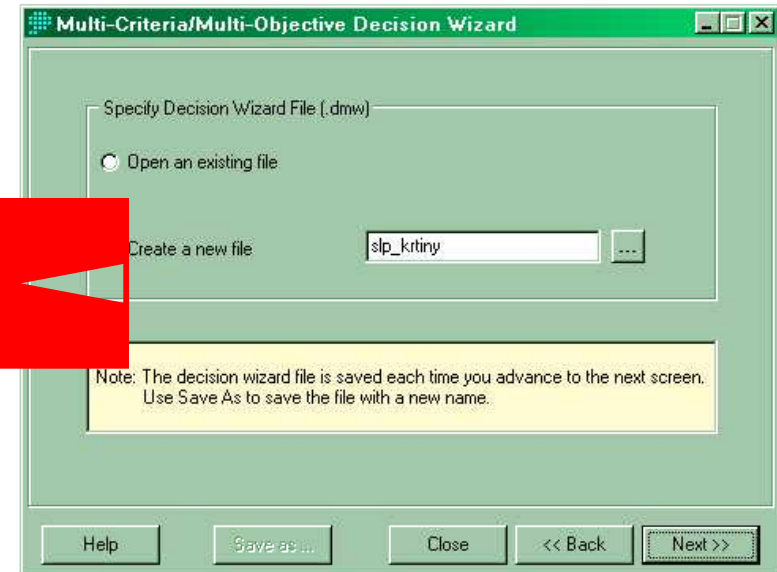 Multi-Criteria/Multi-Objective Decision Wizard
Specify Decision Wizard File (.dmw)
Open an existing file
Create a new file slp_krtiny ...
Note: The decision wizard file is saved each time you advance to the next screen.
Use Save As to save the file with a new name.
Help Save as ... Close << Back Next >>